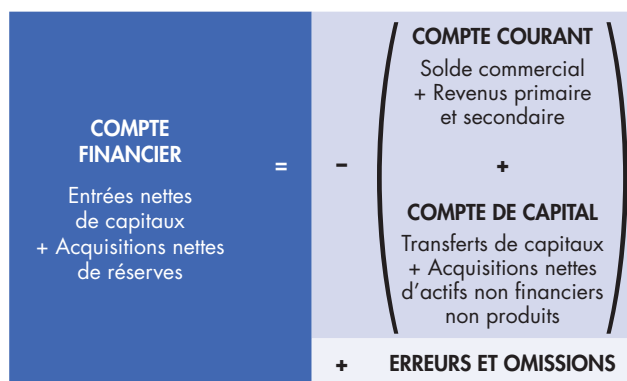 COMPTE
FINANCIER
Entrées nettes
de capitaux
+ Acquisitions nettes
de réserves
=
−
COMPTE COURANT
Solde commercial
+ Revenus primaire
et secondaire
+
COMPTE DE CAPITAL
Transferts de capitaux
+ Acquisitions nettes
d'actifs non financiers
non produits
+ ERREURS ET OMISSIONS